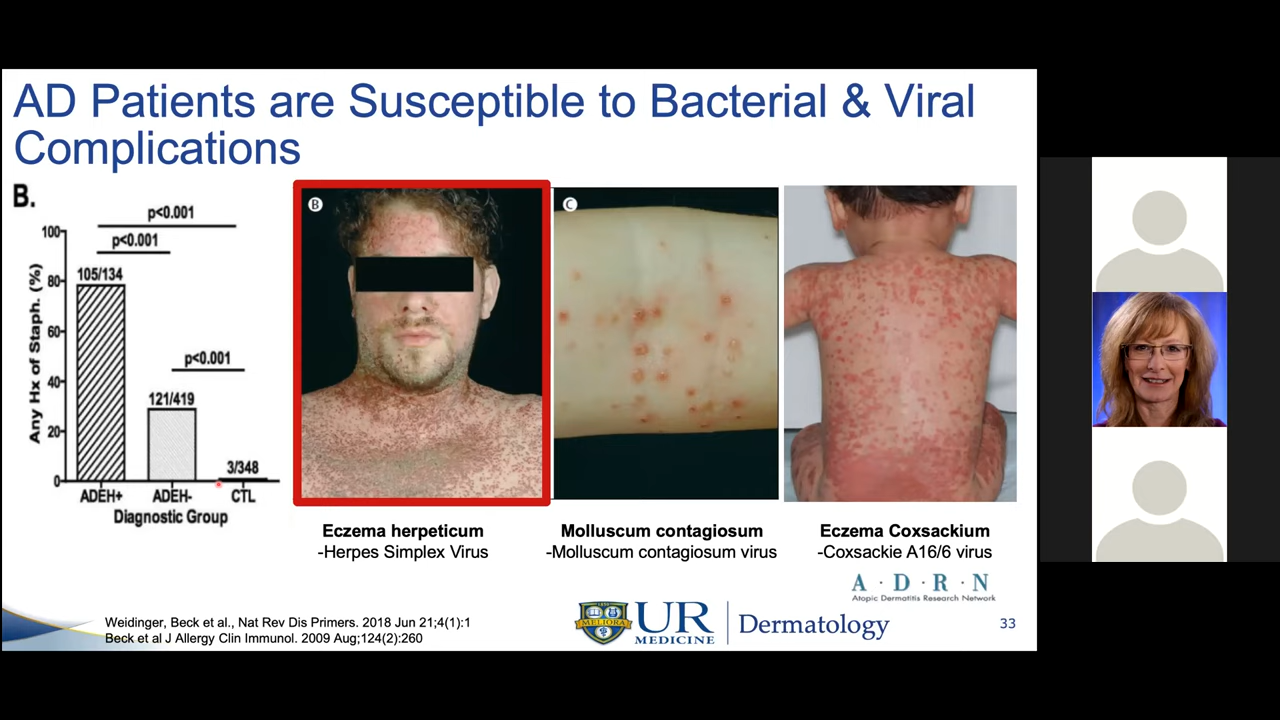 AD Patients are Susceptible to Bacterial & Viral
Complications
B.
p<0.001
p<0.001
p<0.001
Any Hx of Staph. (%)
100
80
60
40
20
0
105/134
121/419
3/348
ADEH+
ADEH-
CTL
Diagnostic Group
B
C
Eczema herpeticum
-Herpes Simplex Virus
Molluscum contagiosum
-Molluscum contagiosum virus
Eczema Coxsackium
-Coxsackie A16/6 virus
A·D·R·N
Atopic Dermatitis Research Network
Weidinger, Beck et al., Nat Rev Dis Primers. 2018 Jun 21;4(1):1
Beck et al J Allergy Clin Immunol. 2009 Aug;124(2):260
MELIORA
UR
MEDICINE
Dermatology
33